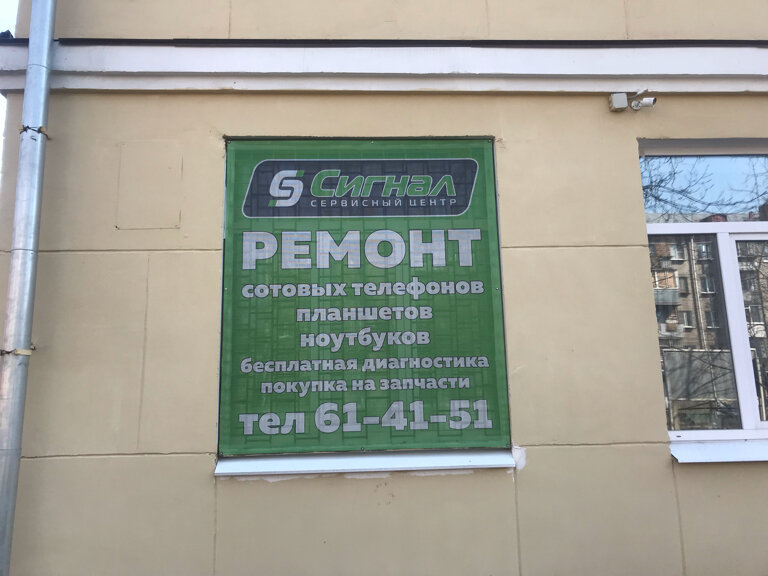 S Сигнал
СЕРВИСНЫЙ ЦЕНТР
РЕМОНТ
сотовых телефонов
планшетов
ноутбуков
бесплатная диагностика
покупка на запчасти
тел 61-41-51